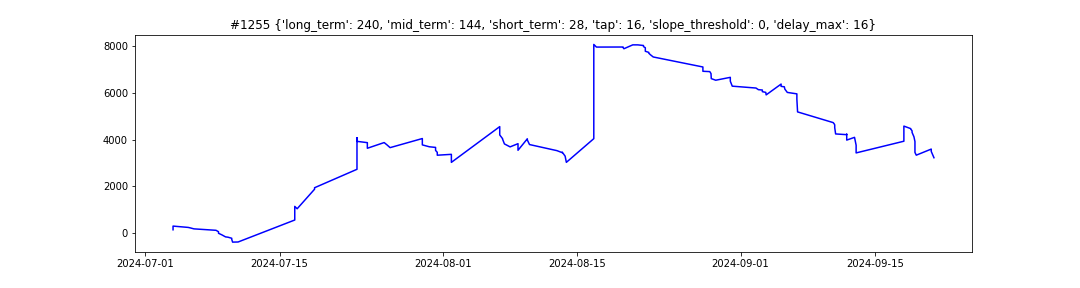 #1255 {'long_term': 240, 'mid_term': 144, 'short_term': 28, 'tap': 16, 'slope_threshold': 0, 'delay_max': 16}
8000
6000
4000
2000
0
2024-07-01 2024-07-15 2024-08-01 2024-08-15 2024-09-01 2024-09-15